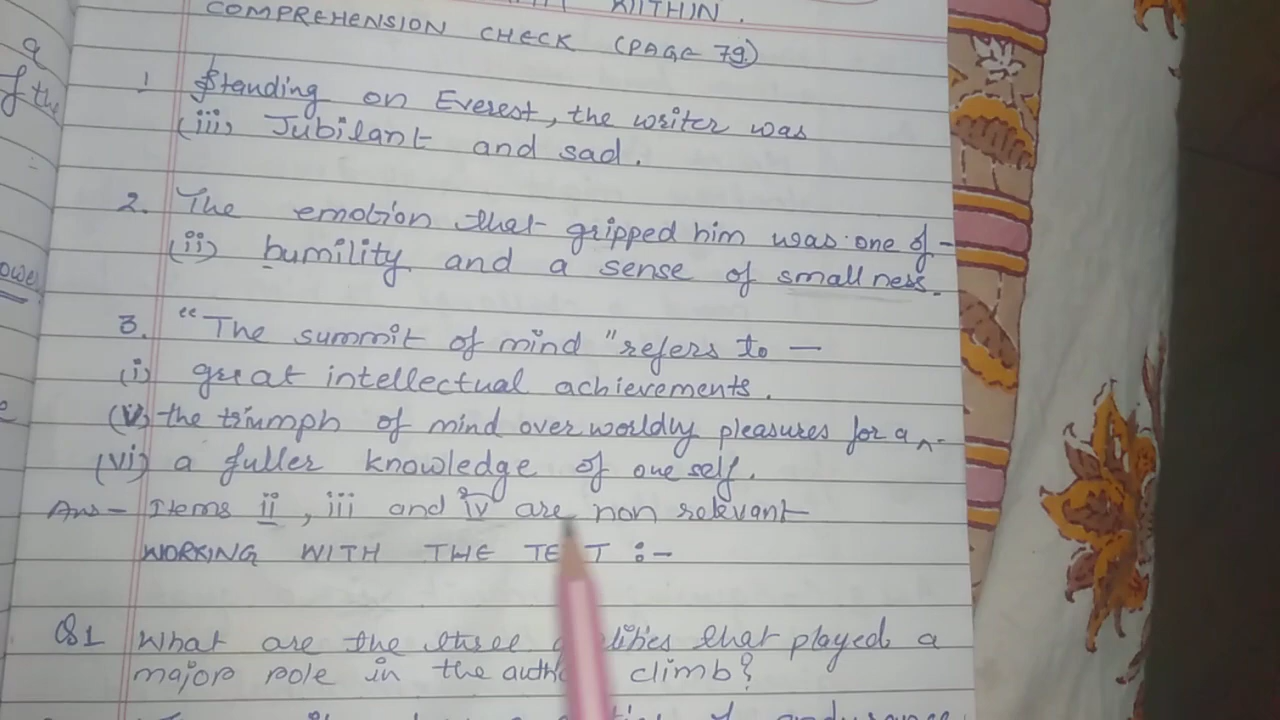 COMPREHENSION CHECK (PAGE 79)
1 Standing on Everest, the writer was
(iii) Jubilant and sad.
2. The emotion that gripped him was one of -
(ii) humility and a sense of smallness.
3. "The summit of mind" refers to —
(i) great intellectual achievements.
(v) the triumph of mind over worldly pleasures for a
(vi) a fuller knowledge of oneself.
Ans - Items ii, iii and iv are non relevant
WORKING WITH THE TEXT :-
Q1 What are the three that played a
major role in the climb?
of
f the